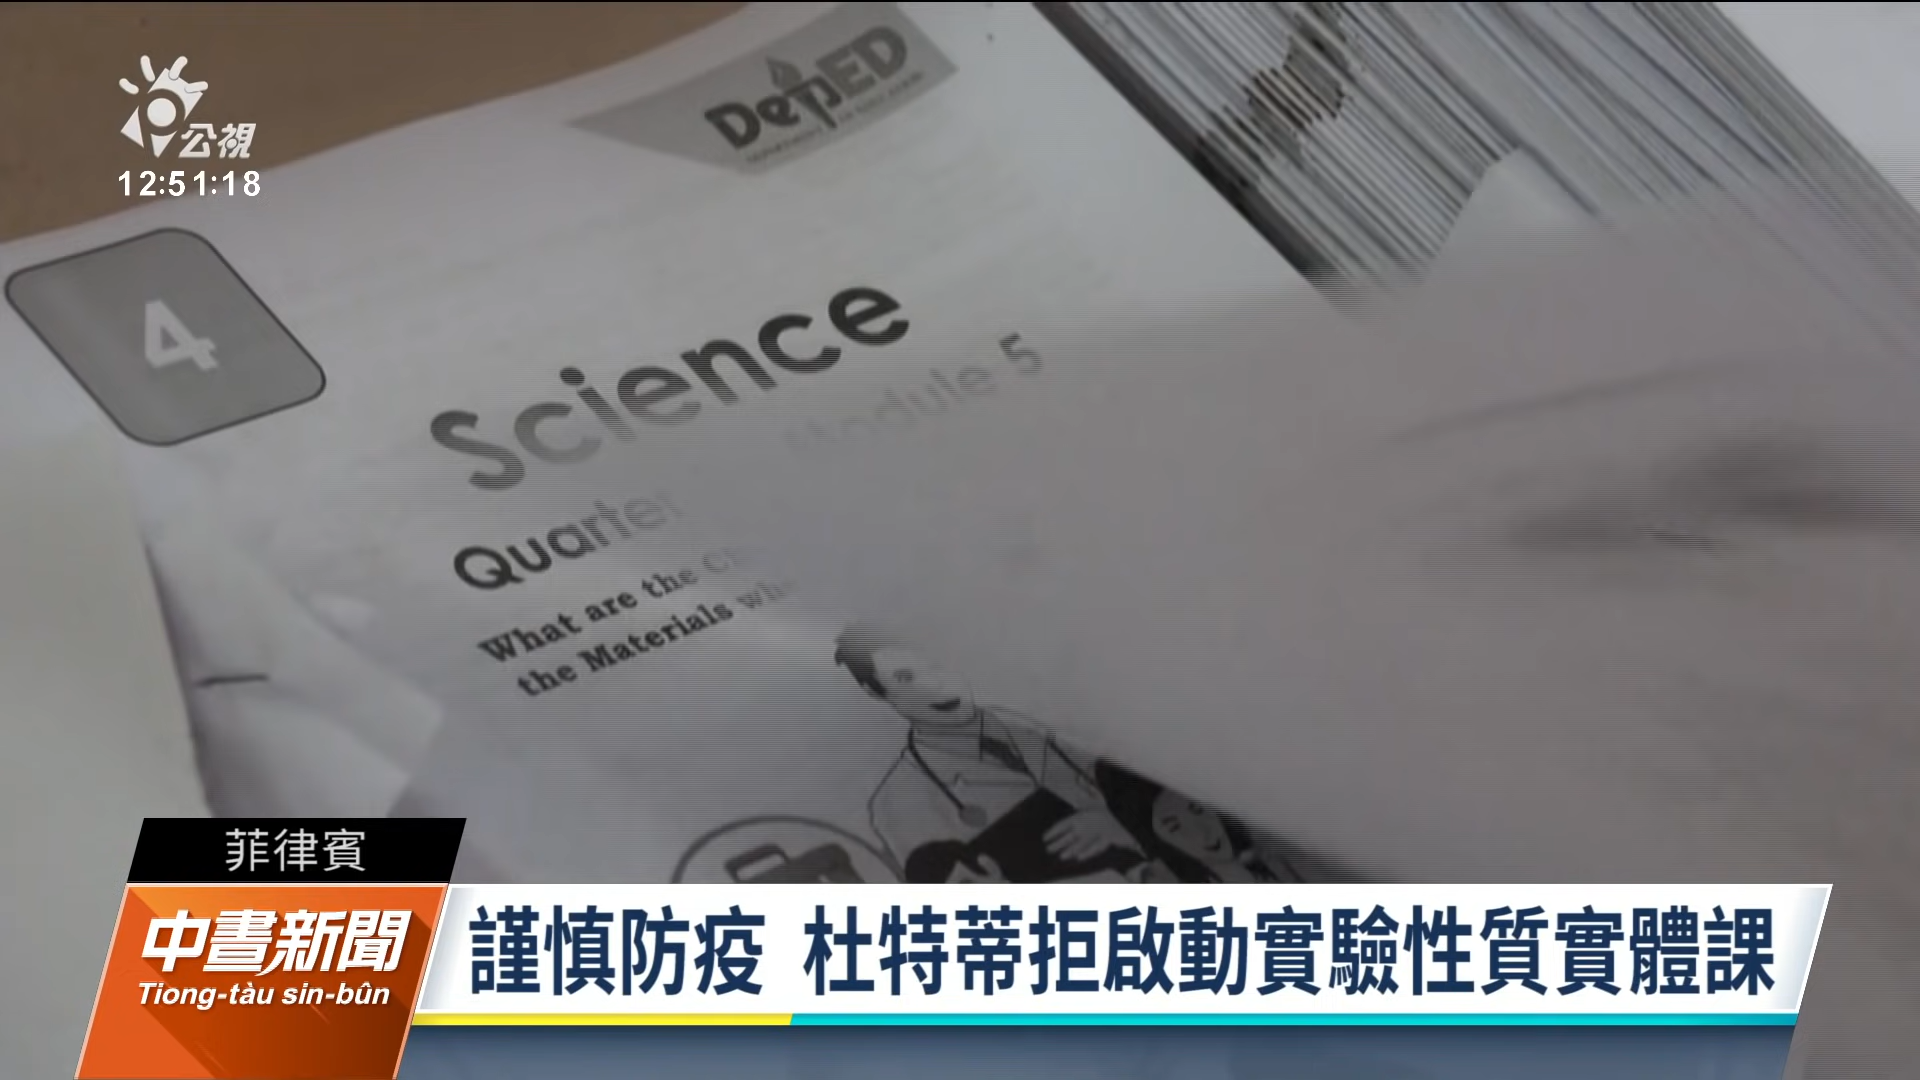 公視
12:51:18
DepED
4
Science
Quarter
Module 5
What are the
the Materials
菲律賓
中晝新聞
Tiong-tàu sin-bûn
謹慎防疫 杜特蒂拒啟動實驗性質實體課